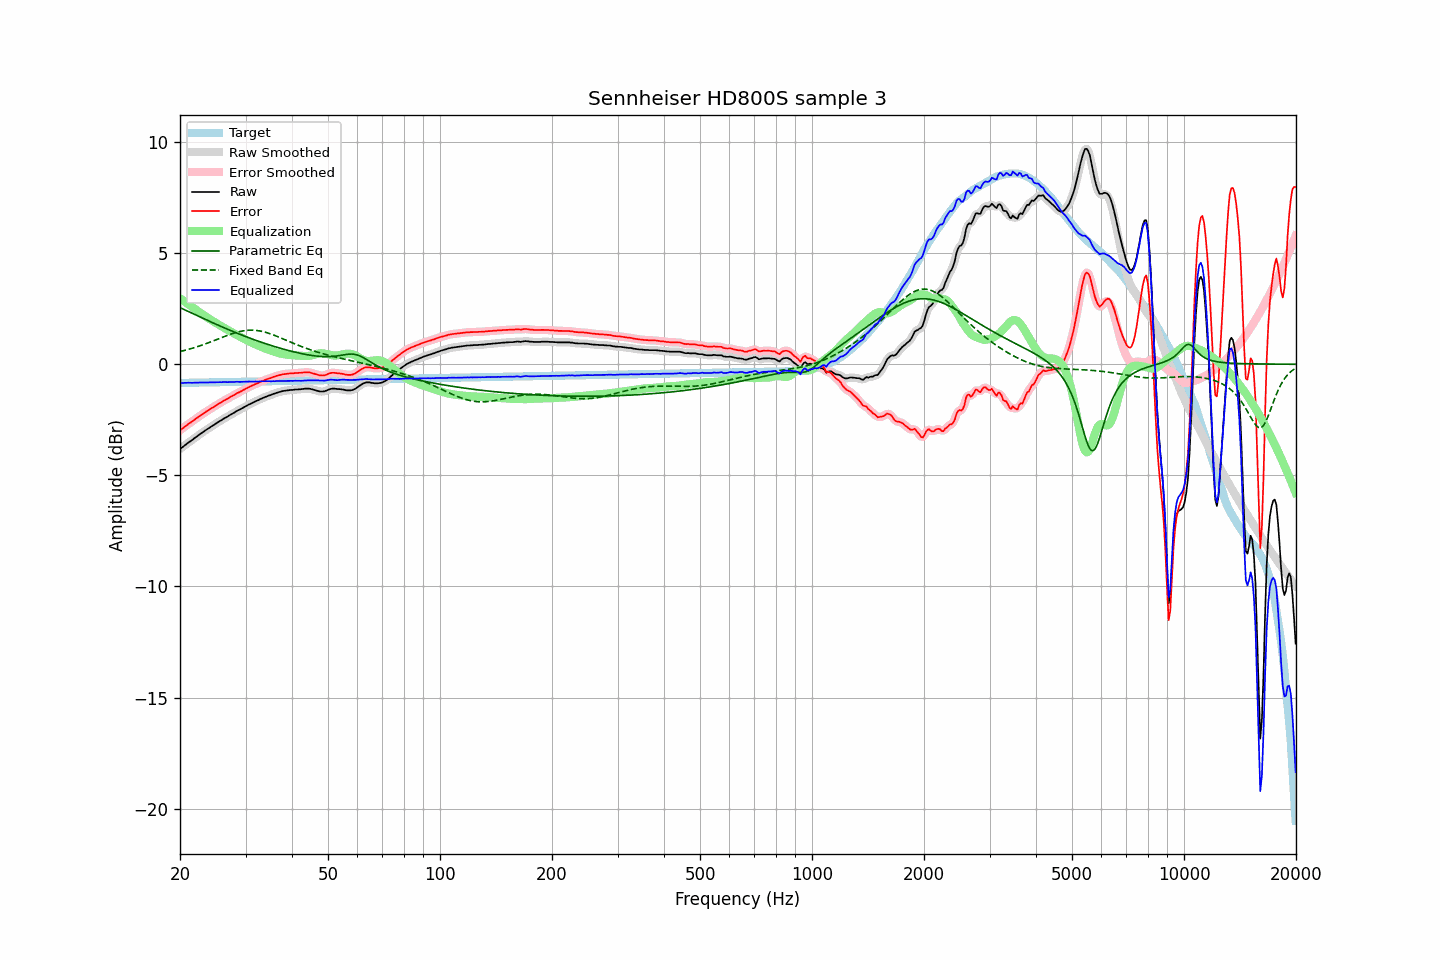 Sennheiser HD800S sample 3
Target
Raw Smoothed
Error Smoothed
Raw
Error
Equalization
Parametric Eq
Fixed Band Eq
Equalized
10
5
0
−5
−10
−15
−20
Amplitude (dBr)
20 50 100 200 500 1000 2000 5000 10000 20000
Frequency (Hz)